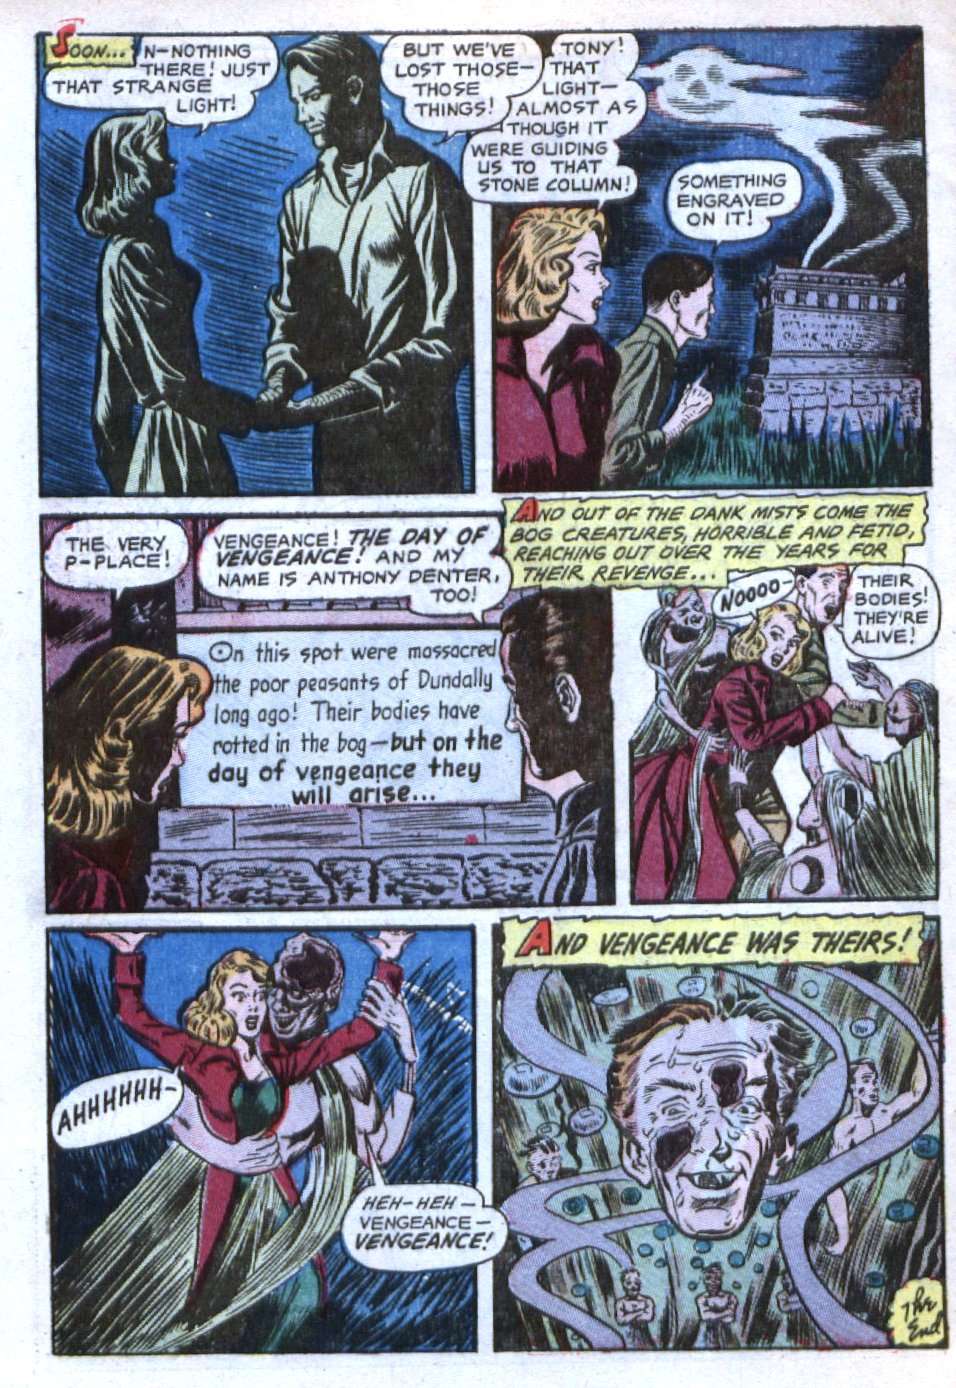 SOON...
N-NOTHING
THERE! JUST
THAT STRANGE
LIGHT!
BUT WE'VE
LOST THOSE-
THOSE
THINGS!
TONY!
THAT
LIGHT-
ALMOST AS
THOUGH IT
WERE GUIDING
US TO THAT
STONE COLUMN!
SOMETHING
ENGRAVED
ON IT!
THE VERY
P-PLACE!
VENGEANCE! THE DAY OF
VENGEANCE! AND MY
NAME IS ANTHONY DENTER,
TOO!
On this spot were massacred
the poor peasants of Dundally
long ago! Their bodies have
rotted in the bog-but on the
day of vengeance they
will arise...
AND OUT OF THE DANK MISTS COME THE
BOG CREATURES, HORRIBLE AND FETID,
REACHING OUT OVER THE YEARS FOR
THEIR REVENGE...
NOOOO-
THEIR
BODIES!
THEY'RE
ALIVE!
AHHHHHH-
HEH-HEH-
VENGEANCE-
VENGEANCE!
AND VENGEANCE WAS THEIRS!
The
End